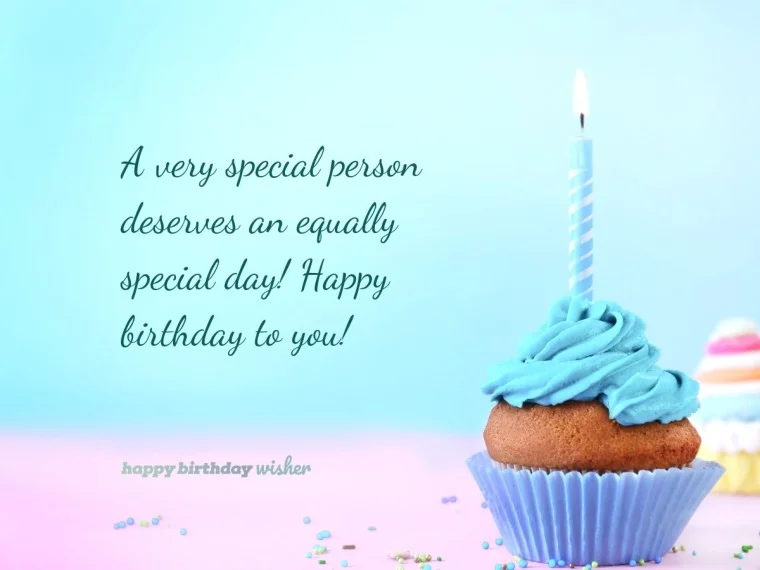 A very special person
deserves an equally
special day! Happy
birthday to you!
happy birthday wisher